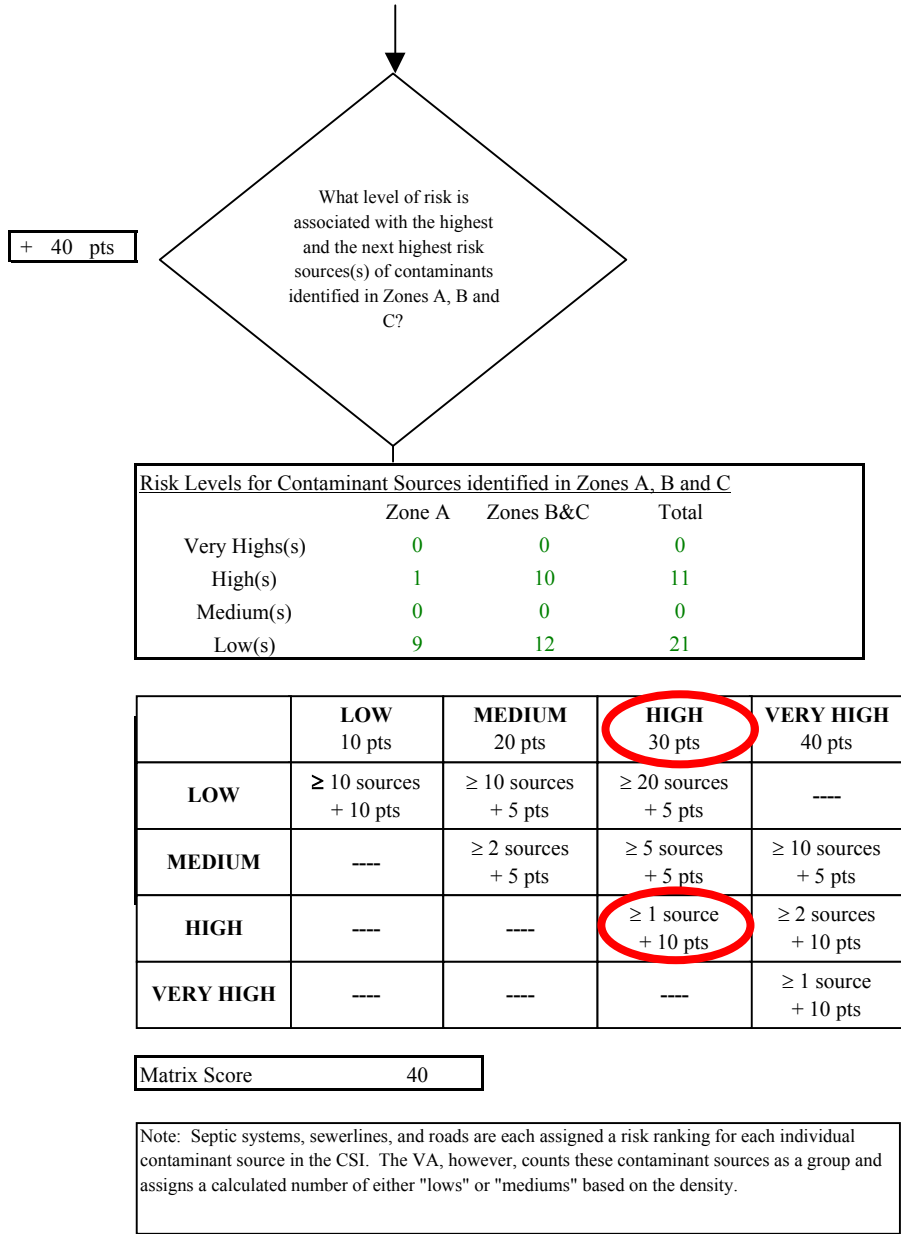 What level of risk is
associated with the highest
and the next highest risk
sources(s) of contaminants
identified in Zones A, B and
C?
+ 40 pts
Risk Levels for Contaminant Sources identified in Zones A, B and C
Zone A Zones B&C Total
Very Highs(s) 0 0 0
High(s) 1 10 11
Medium(s) 0 0 0
Low(s) 9 12 21
LOW MEDIUM HIGH VERY HIGH
10 pts 20 pts 30 pts 40 pts
LOW ≥ 10 sources ≥ 10 sources ≥ 20 sources ----
+ 10 pts + 5 pts + 5 pts
MEDIUM ---- ≥ 2 sources ≥ 5 sources ≥ 10 sources
+ 5 pts + 5 pts + 5 pts
HIGH ---- ---- ≥ 1 source ≥ 2 sources
+ 10 pts + 10 pts
VERY HIGH ---- ---- ---- ≥ 1 source
+ 10 pts
Matrix Score 40
Note: Septic systems, sewerlines, and roads are each assigned a risk ranking for each individual
contaminant source in the CSI. The VA, however, counts these contaminant sources as a group and
assigns a calculated number of either "lows" or "mediums" based on the density.